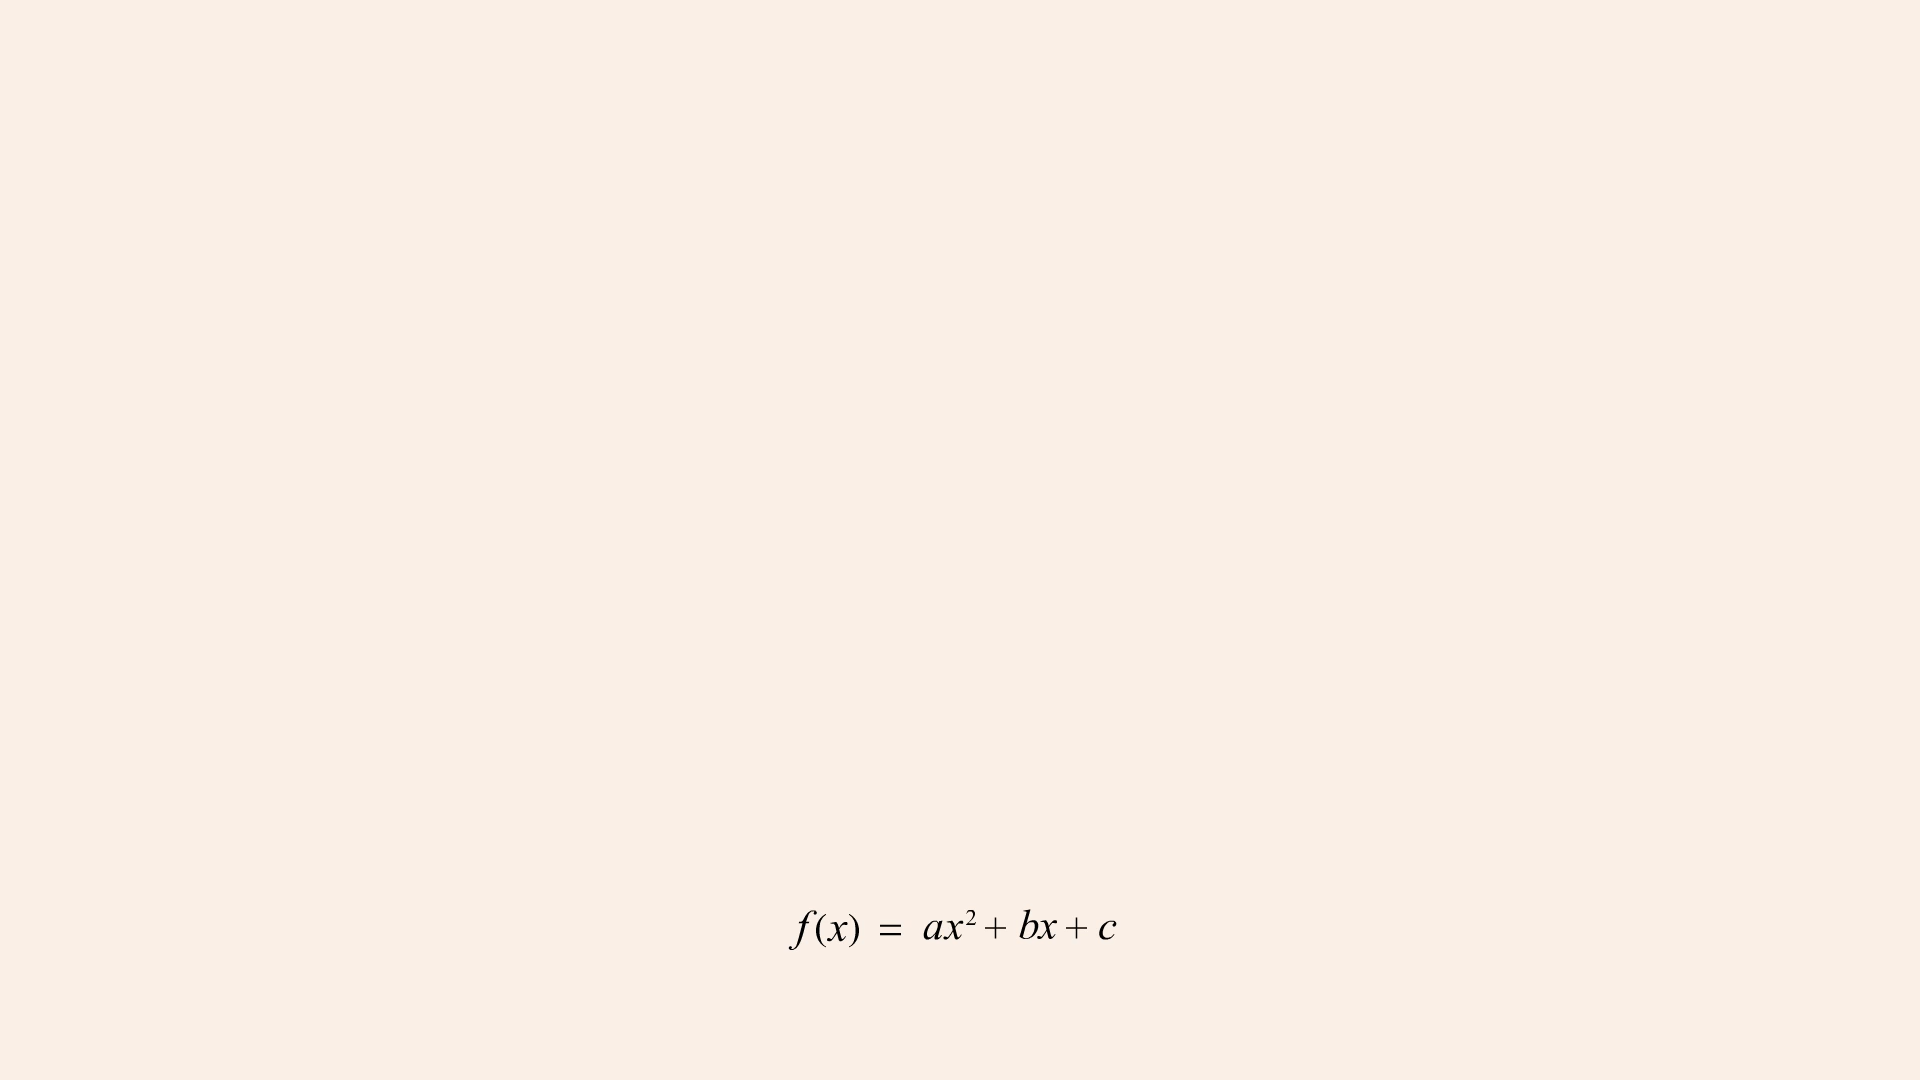 f(x) = ax² + bx + c